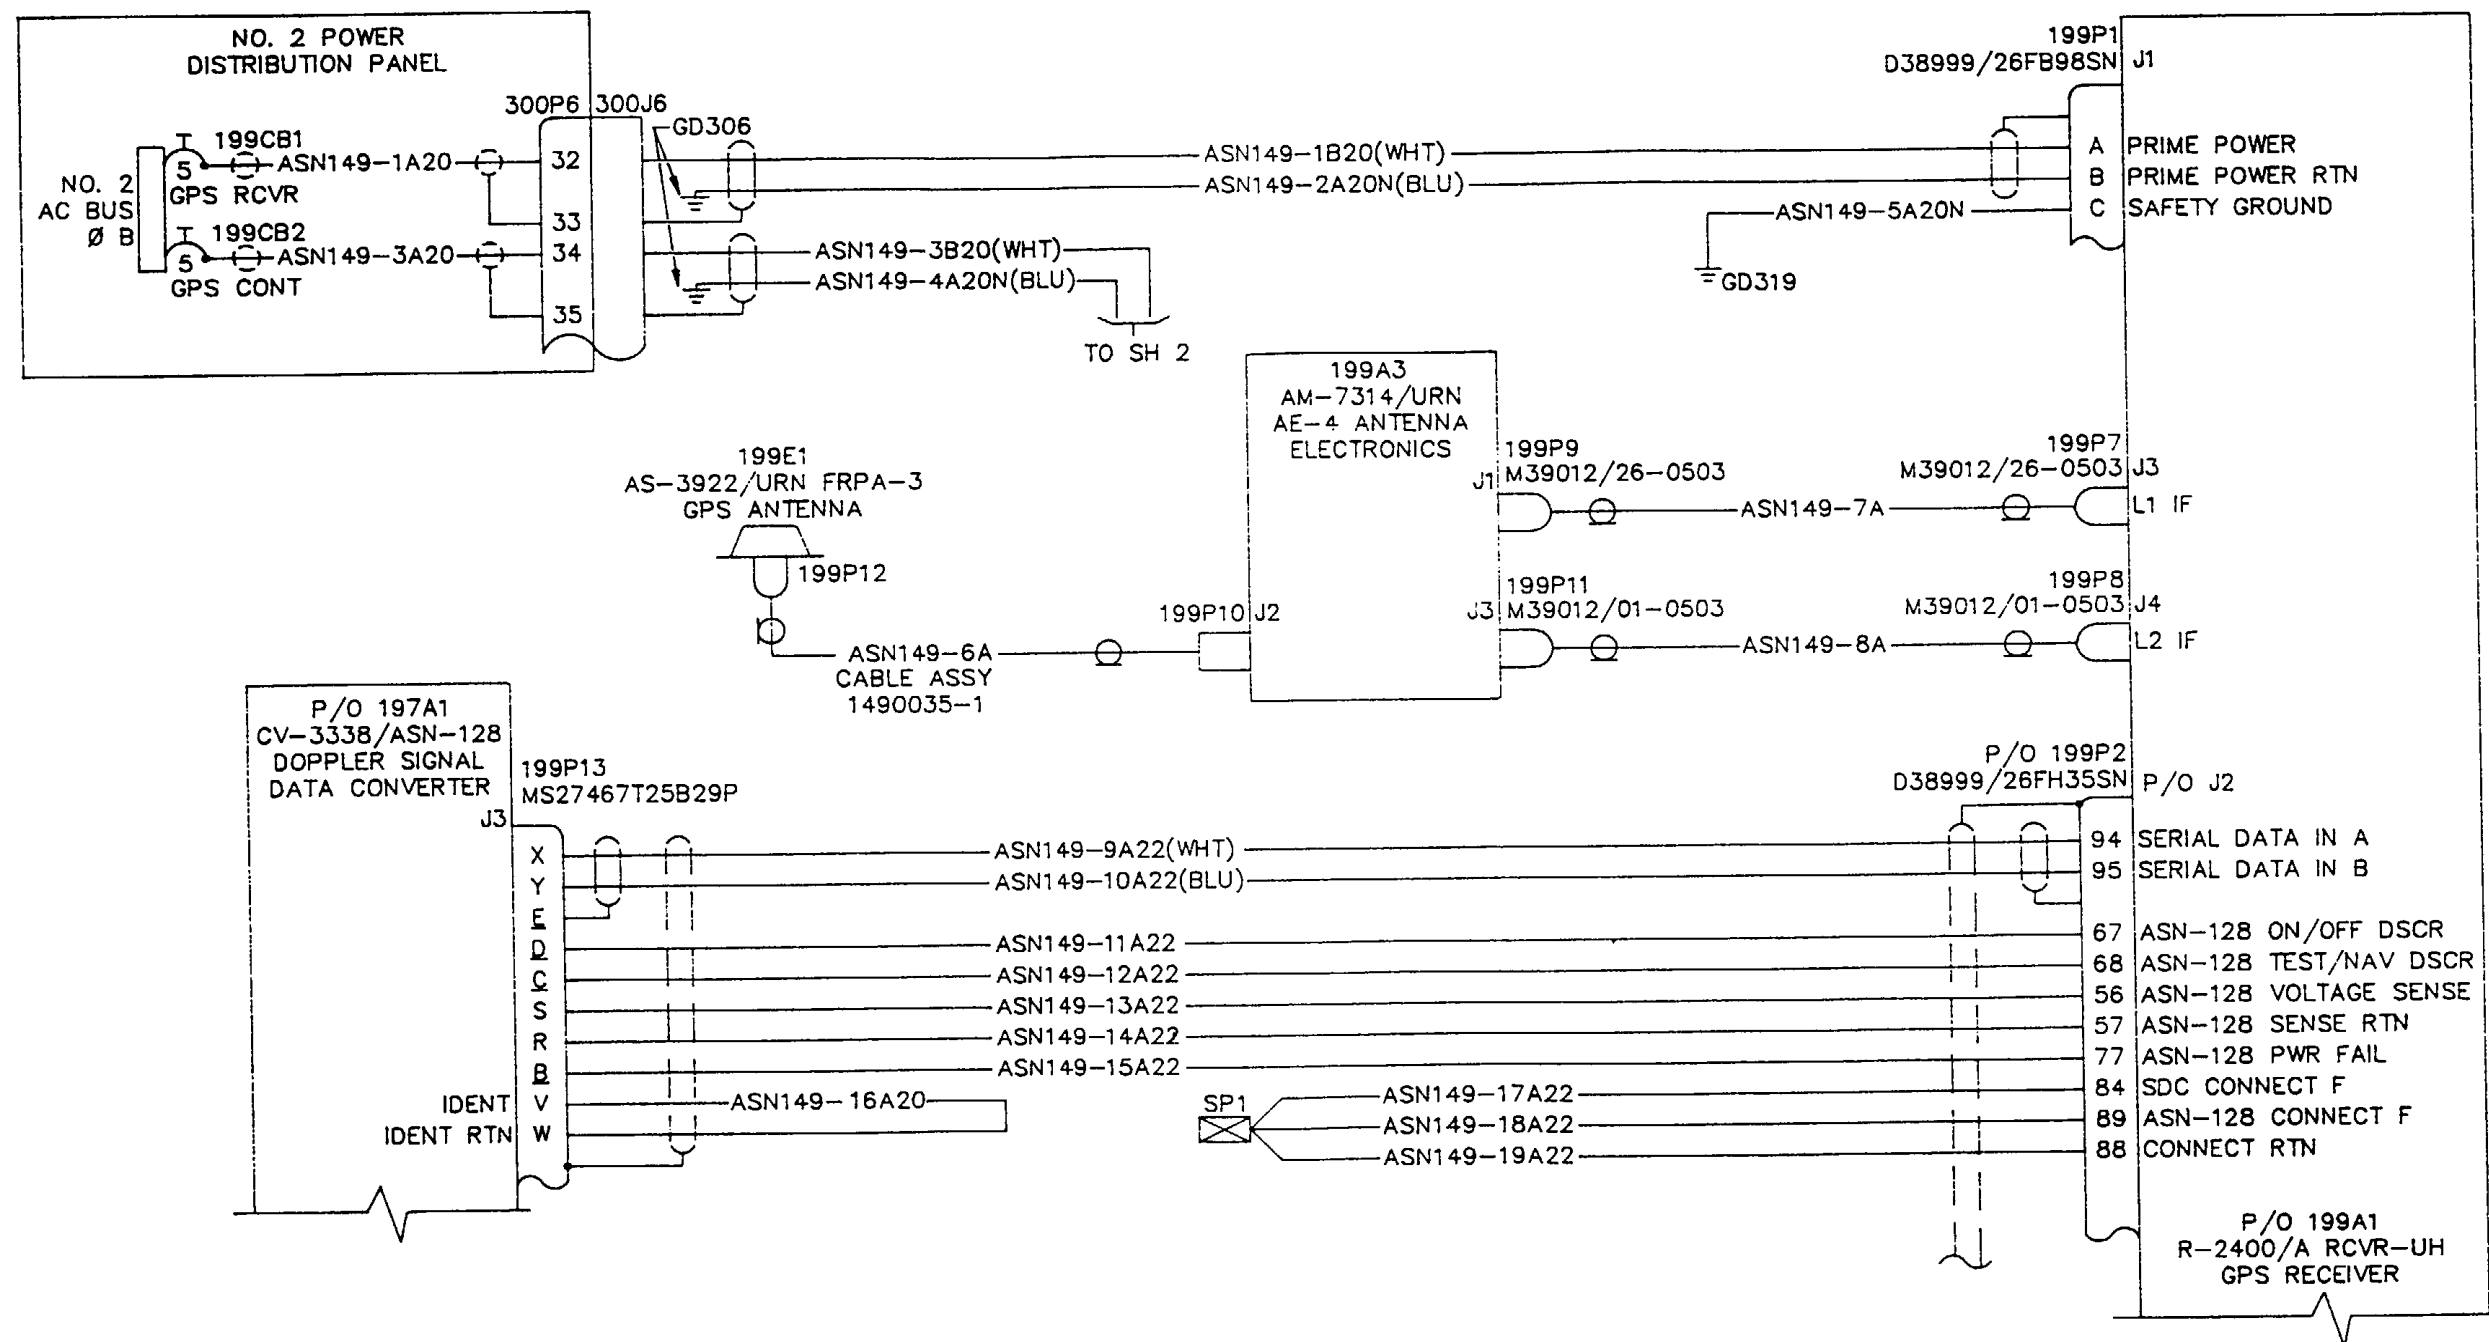 NO. 2 POWER
DISTRIBUTION PANEL
300P6 300J6
199CB1
5
GPS RCVR
ASN149-1A20
32
33
NO. 2
AC BUS
Ø B
199CB2
5
GPS CONT
ASN149-3A20
34
35
GD306
ASN149-1B20(WHT)
ASN149-2A20N(BLU)
ASN149-3B20(WHT)
ASN149-4A20N(BLU)
TO SH 2
199P1
D38999/26FB98SN J1
A PRIME POWER
B PRIME POWER RTN
C SAFETY GROUND
ASN149-5A20N
GD319
199A3
AM-7314/URN
AE-4 ANTENNA
ELECTRONICS
199E1
AS-3922/URN FRPA-3
GPS ANTENNA
199P12
ASN149-6A
CABLE ASSY
1490035-1
199P10 J2
199P9
J1 M39012/26-0503
ASN149-7A
199P7
M39012/26-0503 J3
L1 IF
199P11
J3 M39012/01-0503
ASN149-8A
199P8
M39012/01-0503 J4
L2 IF
P/O 197A1
CV-3338/ASN-128
DOPPLER SIGNAL
DATA CONVERTER
199P13
MS27467T25B29P
J3
P/O 199P2
D38999/26FH35SN P/O J2
X ASN149-9A22(WHT) 94 SERIAL DATA IN A
Y ASN149-10A22(BLU) 95 SERIAL DATA IN B
E
D ASN149-11A22 67 ASN-128 ON/OFF DSCR
C ASN149-12A22 68 ASN-128 TEST/NAV DSCR
S ASN149-13A22 56 ASN-128 VOLTAGE SENSE
R ASN149-14A22 57 ASN-128 SENSE RTN
B ASN149-15A22 77 ASN-128 PWR FAIL
IDENT V ASN149-16A20
IDENT RTN W
SP1
ASN149-17A22 84 SDC CONNECT F
ASN149-18A22 89 ASN-128 CONNECT F
ASN149-19A22 88 CONNECT RTN
P/O 199A1
R-2400/A RCVR-UH
GPS RECEIVER